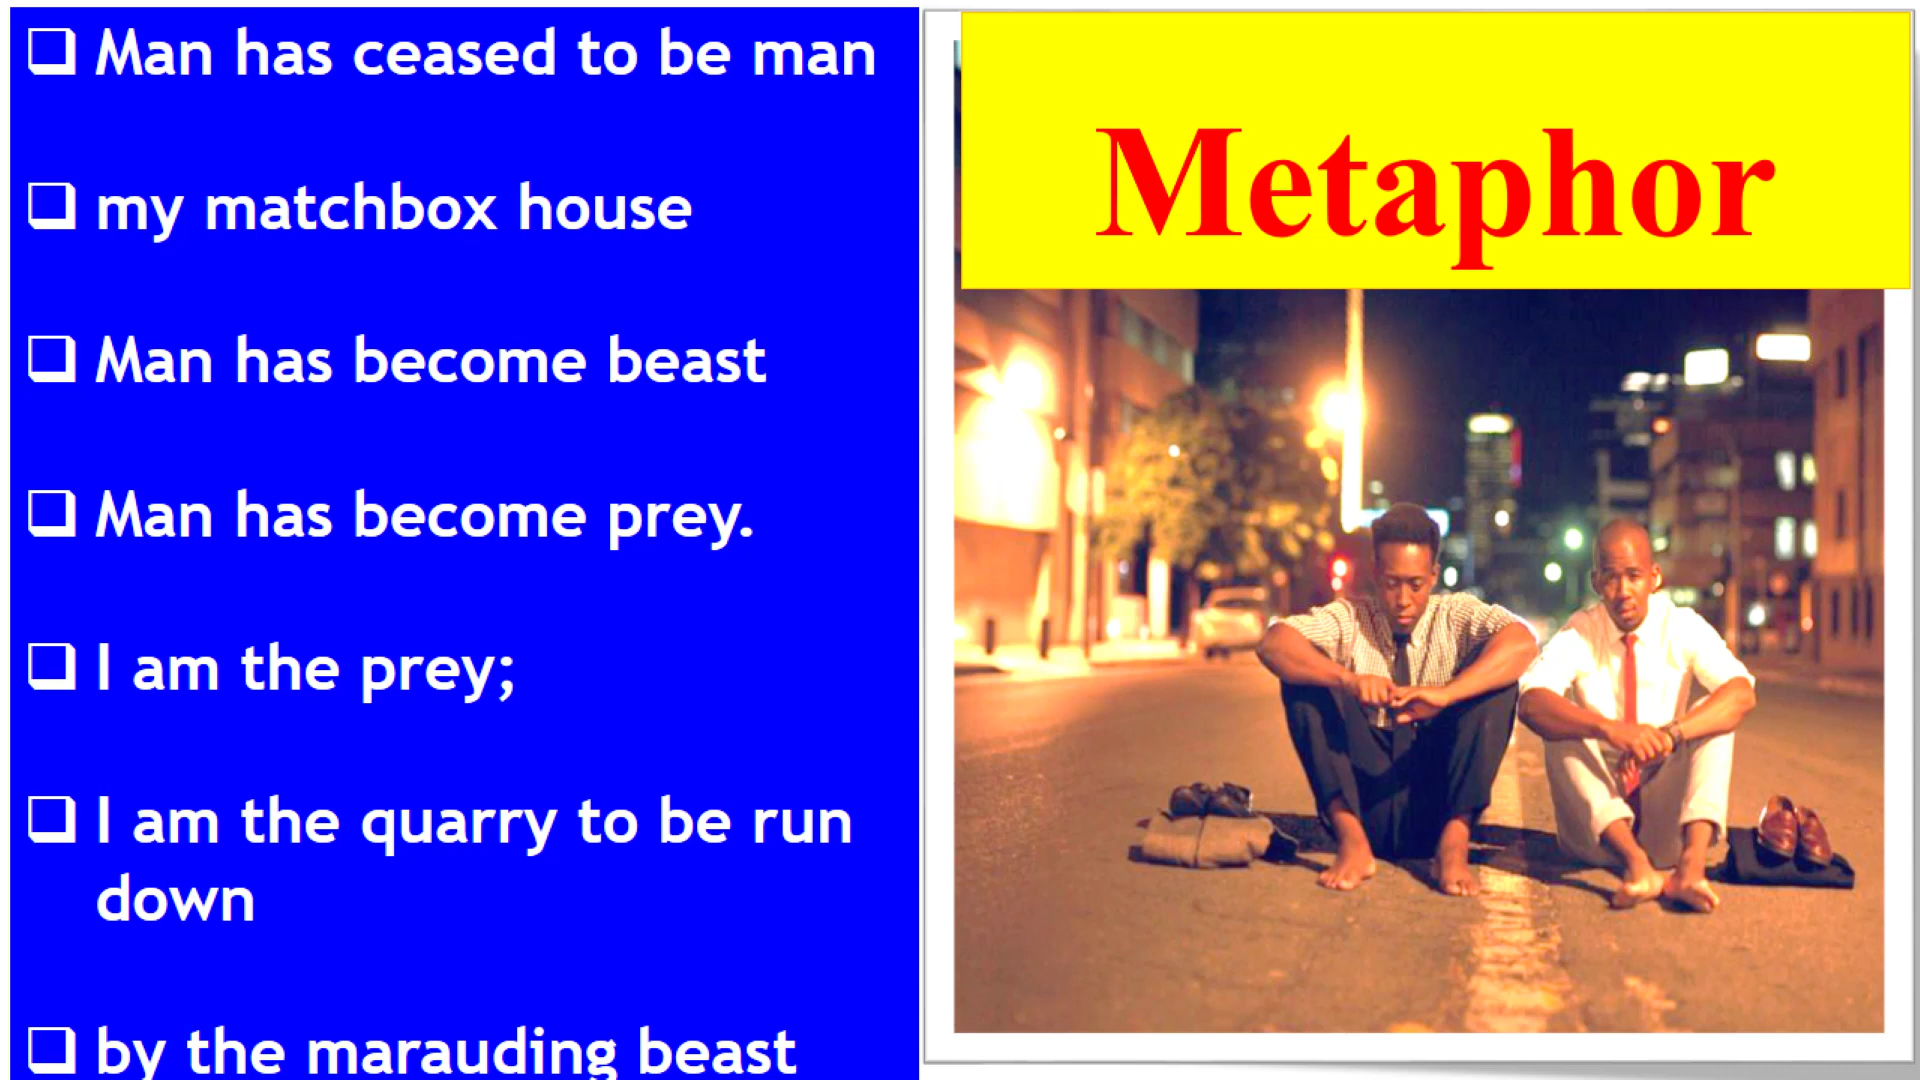 ❑ Man has ceased to be man
❑ my matchbox house
❑ Man has become beast
❑ Man has become prey.
❑ I am the prey;
❑ I am the quarry to be run
down
❑ by the marauding beast
Metaphor